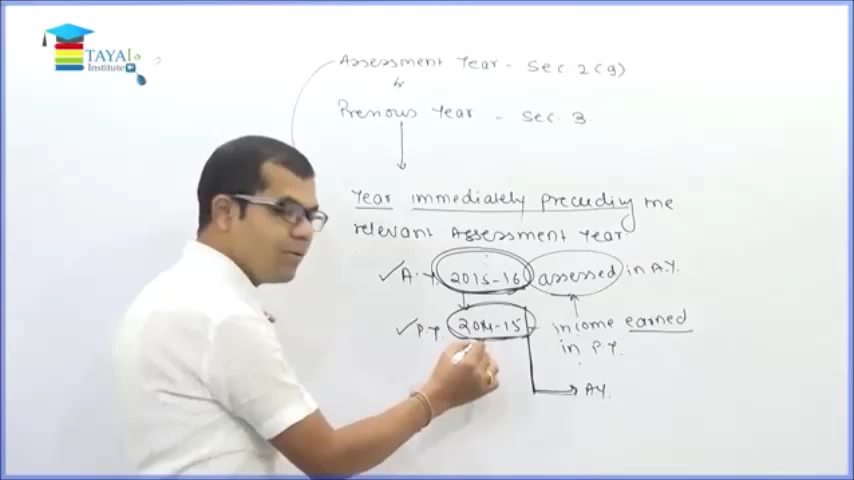 TAYAL
Institute
Assessment Year - Sec. 2(9)
Previous Year - Sec 3.
Year immediately preceeding the
relevant Assessment Year.
A.Y. 2015-16 assessed in A.Y.
P.Y. 2014-15 - income earned
in P.Y.
A.Y.